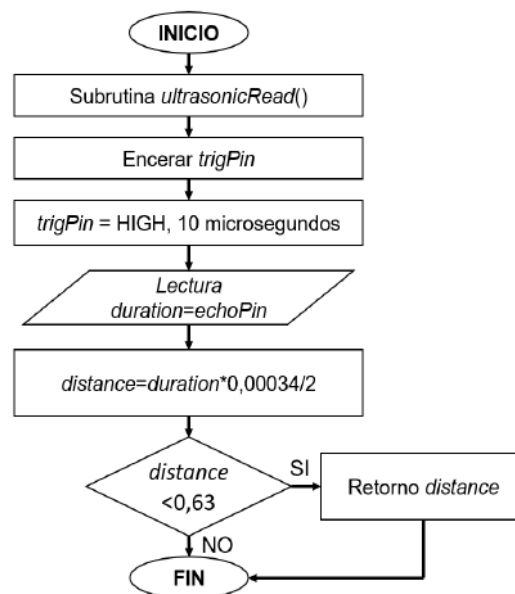 INICIO
Subrutina ultrasonicRead()
Encerar trigPin
trigPin = HIGH, 10 microsegundos
Lectura
duration=echoPin
distance=duration*0,00034/2
distance
<0,63
SI
Retorno distance
NO
FIN